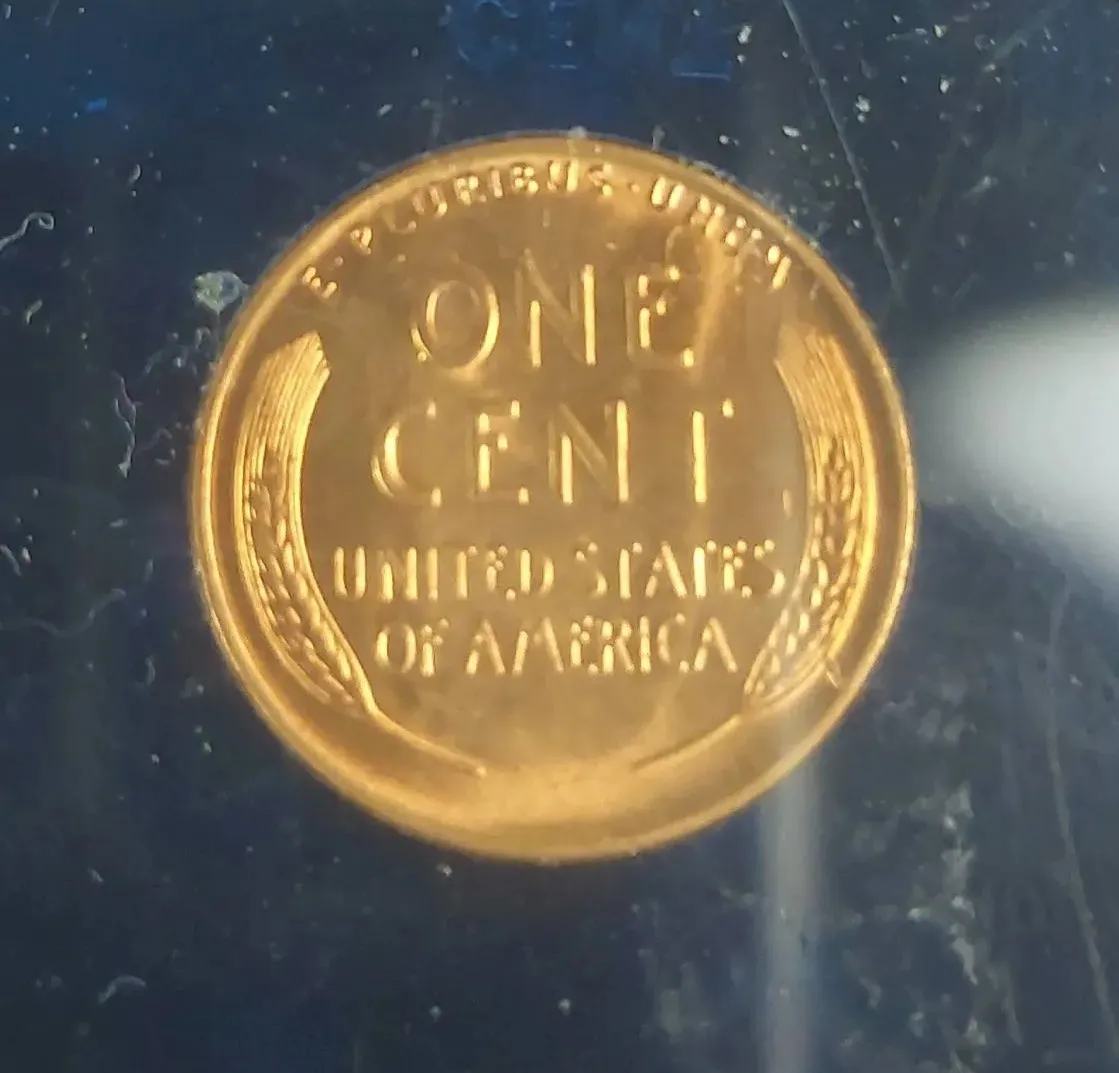 E · PLURIBUS · UNUM
ONE
CENT
UNITED STATES
OF AMERICA